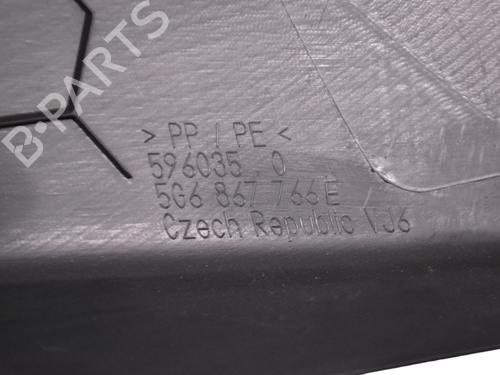 B-PARTS
> PP / PE <
596035 . 0
5G6 867 766 E
Czech Republic VJ6